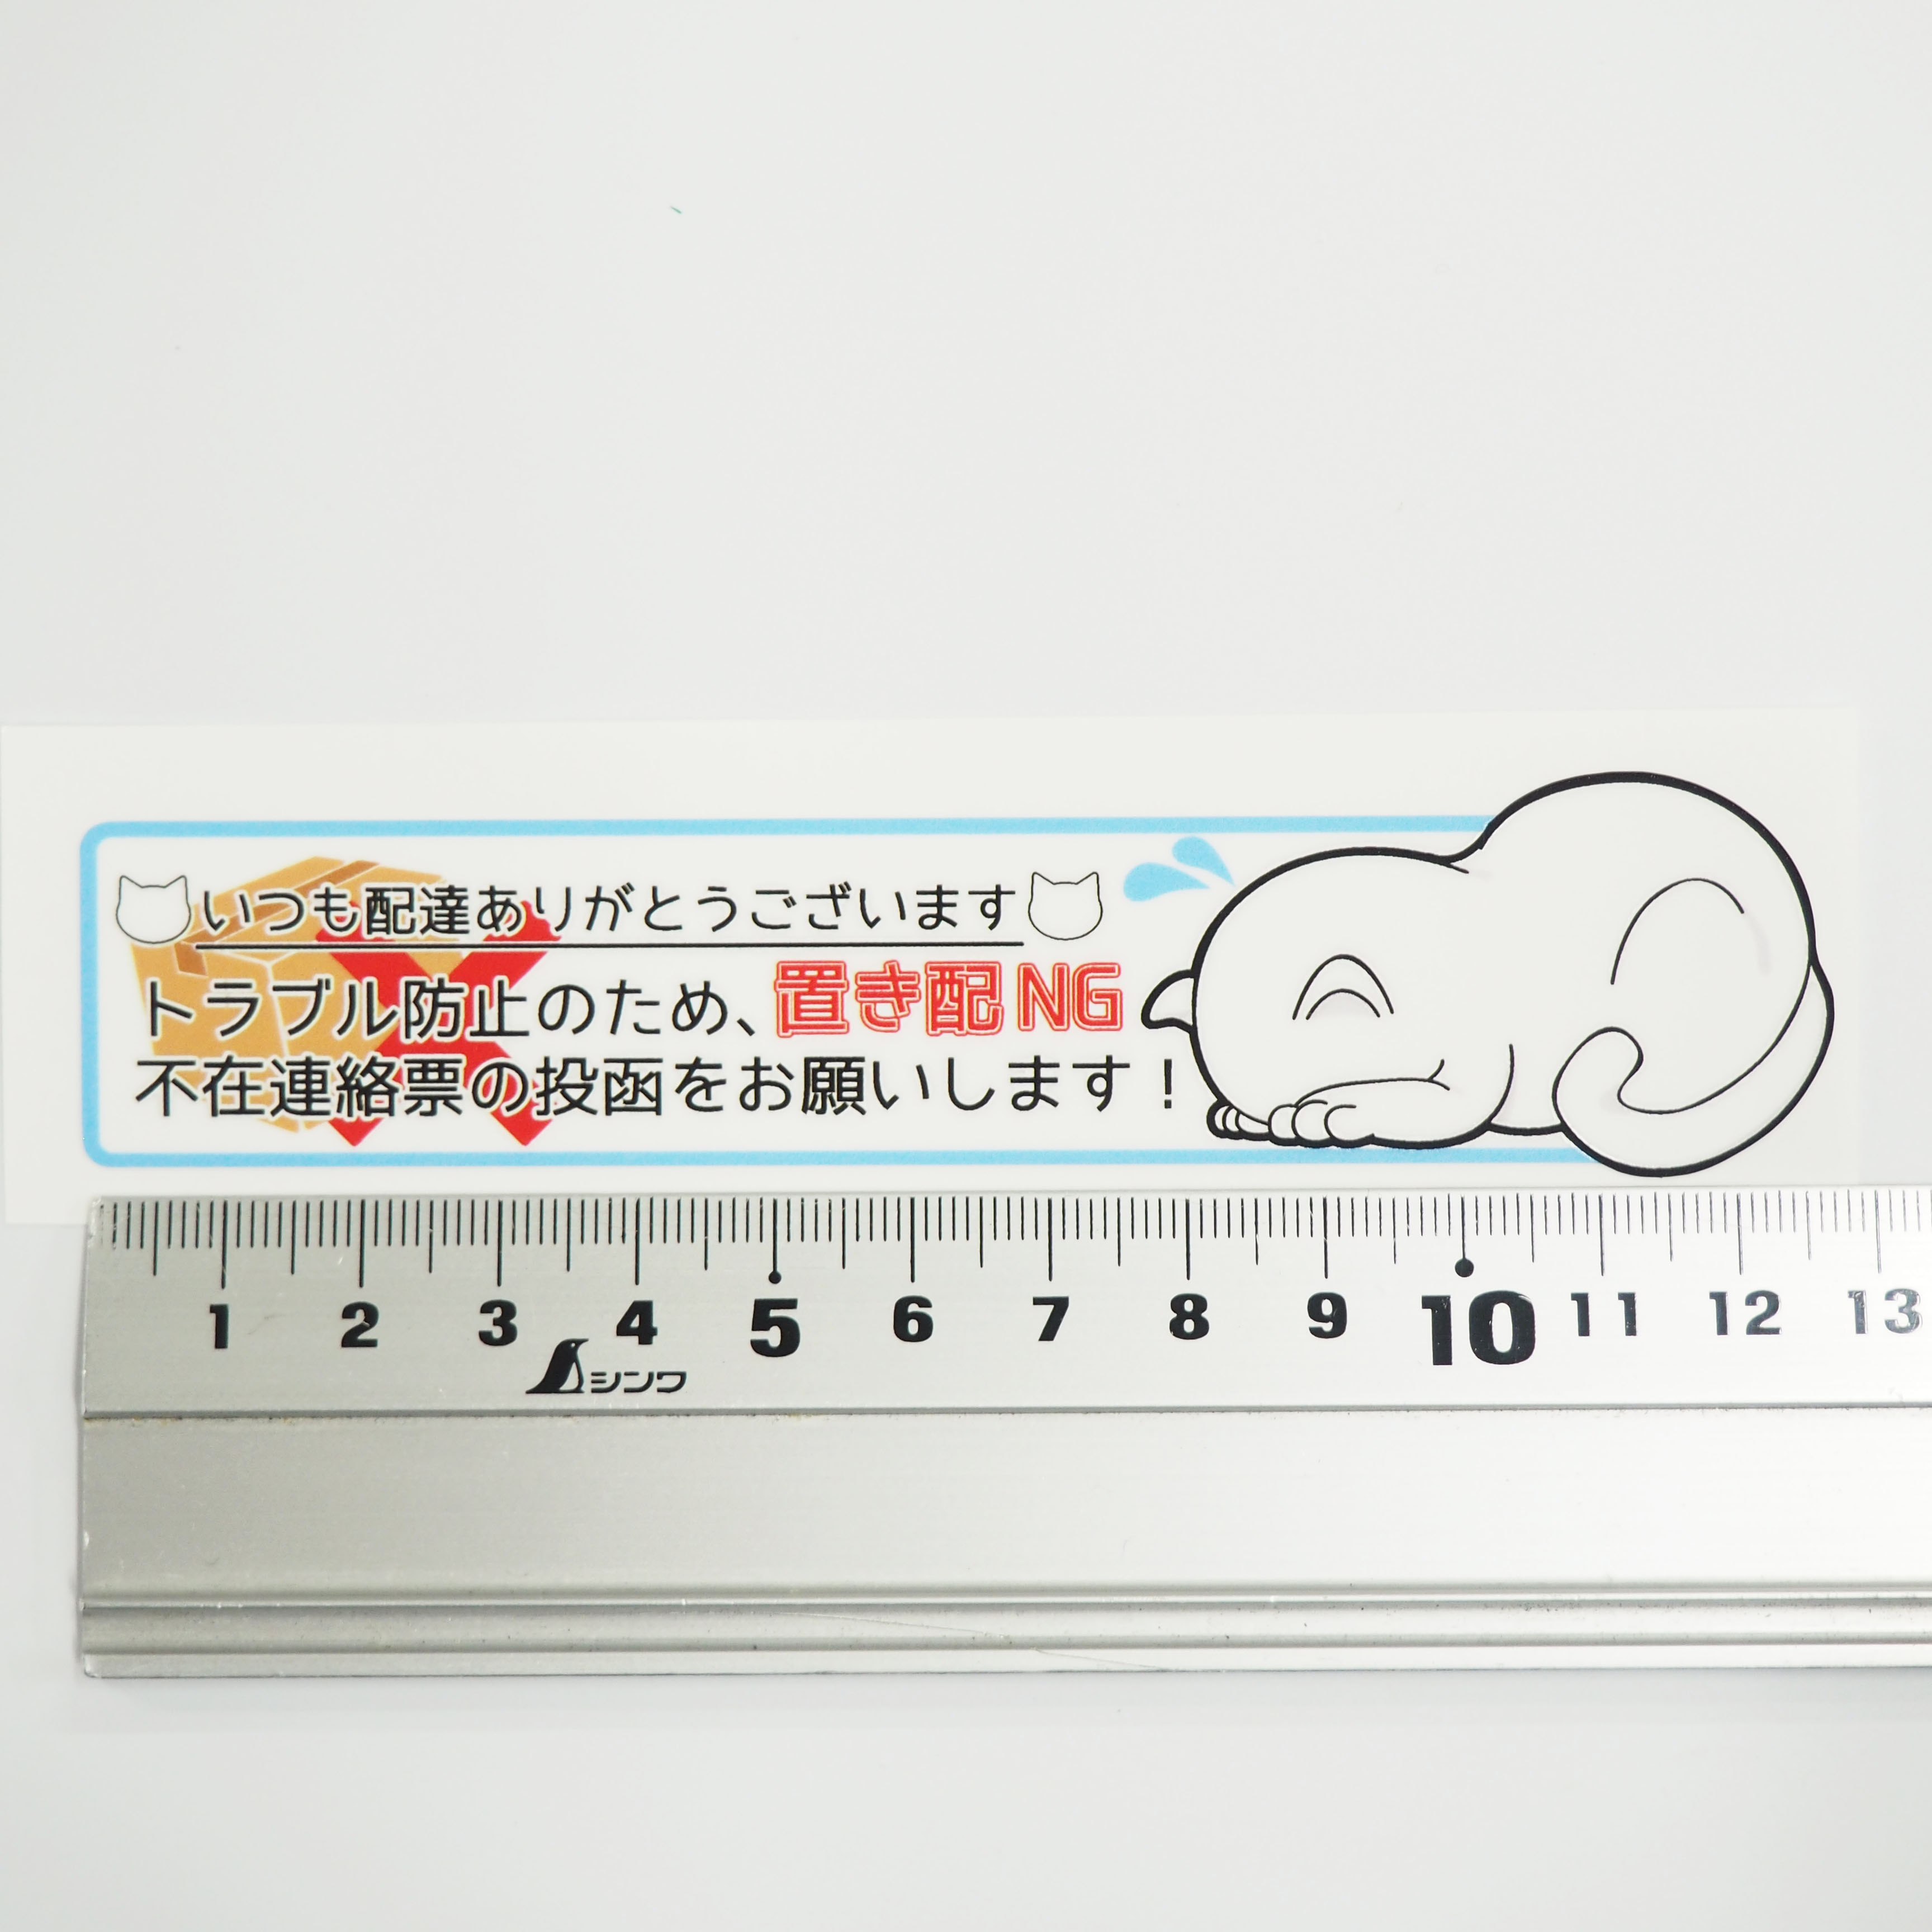 いつも配達ありがとうございます
トラブル防止のため、置き配NG
不在連絡票の投函をお願いします！
1 2 3 4 5 6 7 8 9 10 11 12 13
シンワ